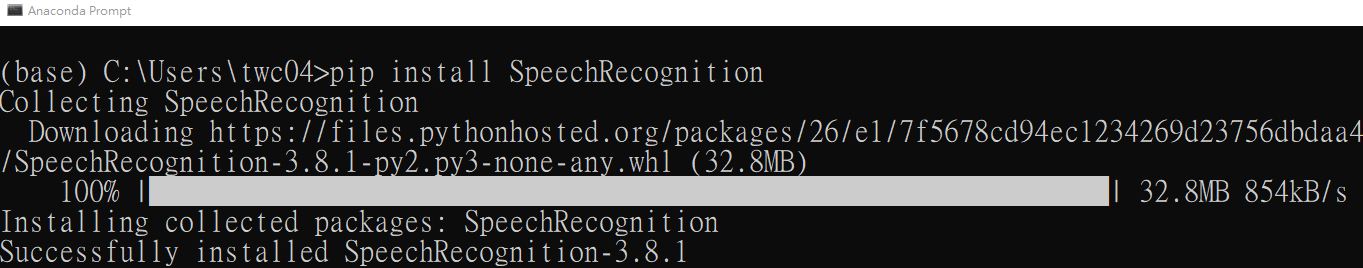 Anaconda Prompt
(base) C:\Users\twc04>pip install SpeechRecognition
Collecting SpeechRecognition
  Downloading https://files.pythonhosted.org/packages/26/e1/7f5678cd94ec1234269d23756dbdaa4
/SpeechRecognition-3.8.1-py2.py3-none-any.whl (32.8MB)
    100% || 32.8MB 854kB/s
Installing collected packages: SpeechRecognition
Successfully installed SpeechRecognition-3.8.1